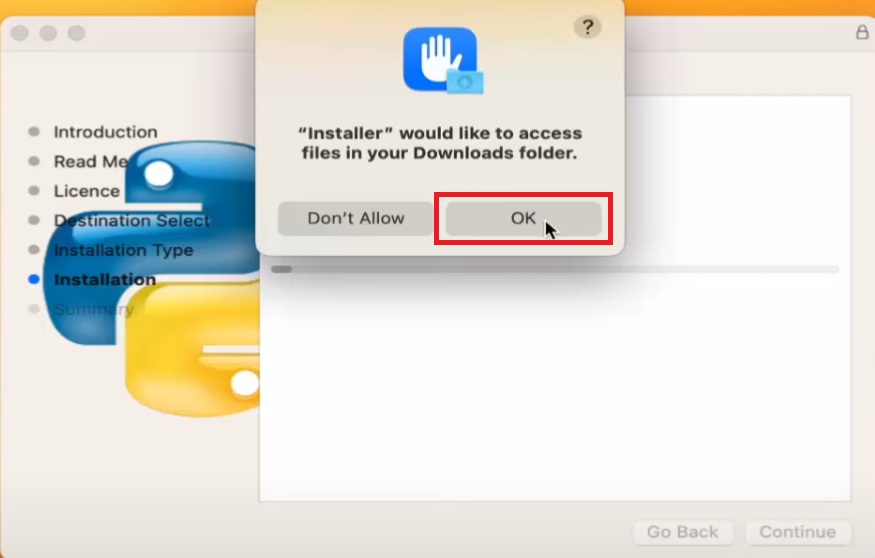 ?
“Installer” would like to access
files in your Downloads folder.
Don’t Allow
OK
Introduction
Read Me
Licence
Destination Select
Installation Type
Installation
Summary
Go Back
Continue